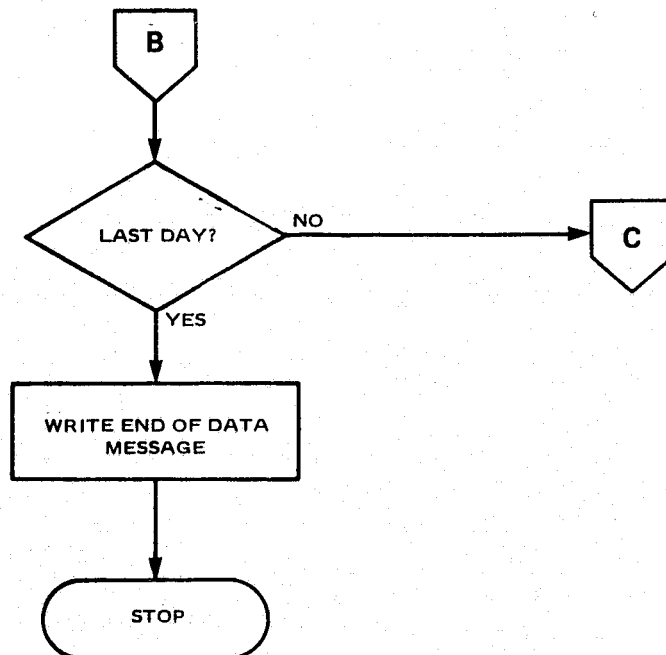 B
LAST DAY?
NO
C
YES
WRITE END OF DATA
MESSAGE
STOP